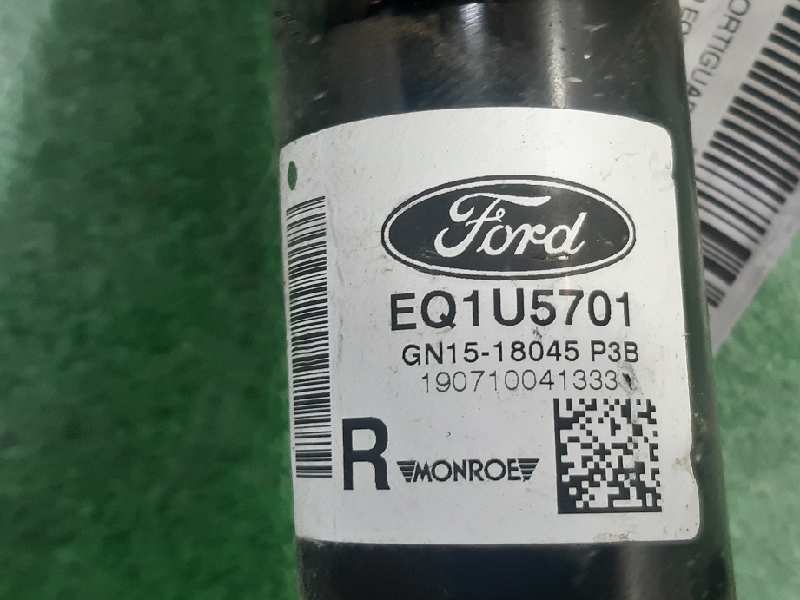 Ford
EQ1U5701
GN15-18045 P3B
190710041333
R MONROE